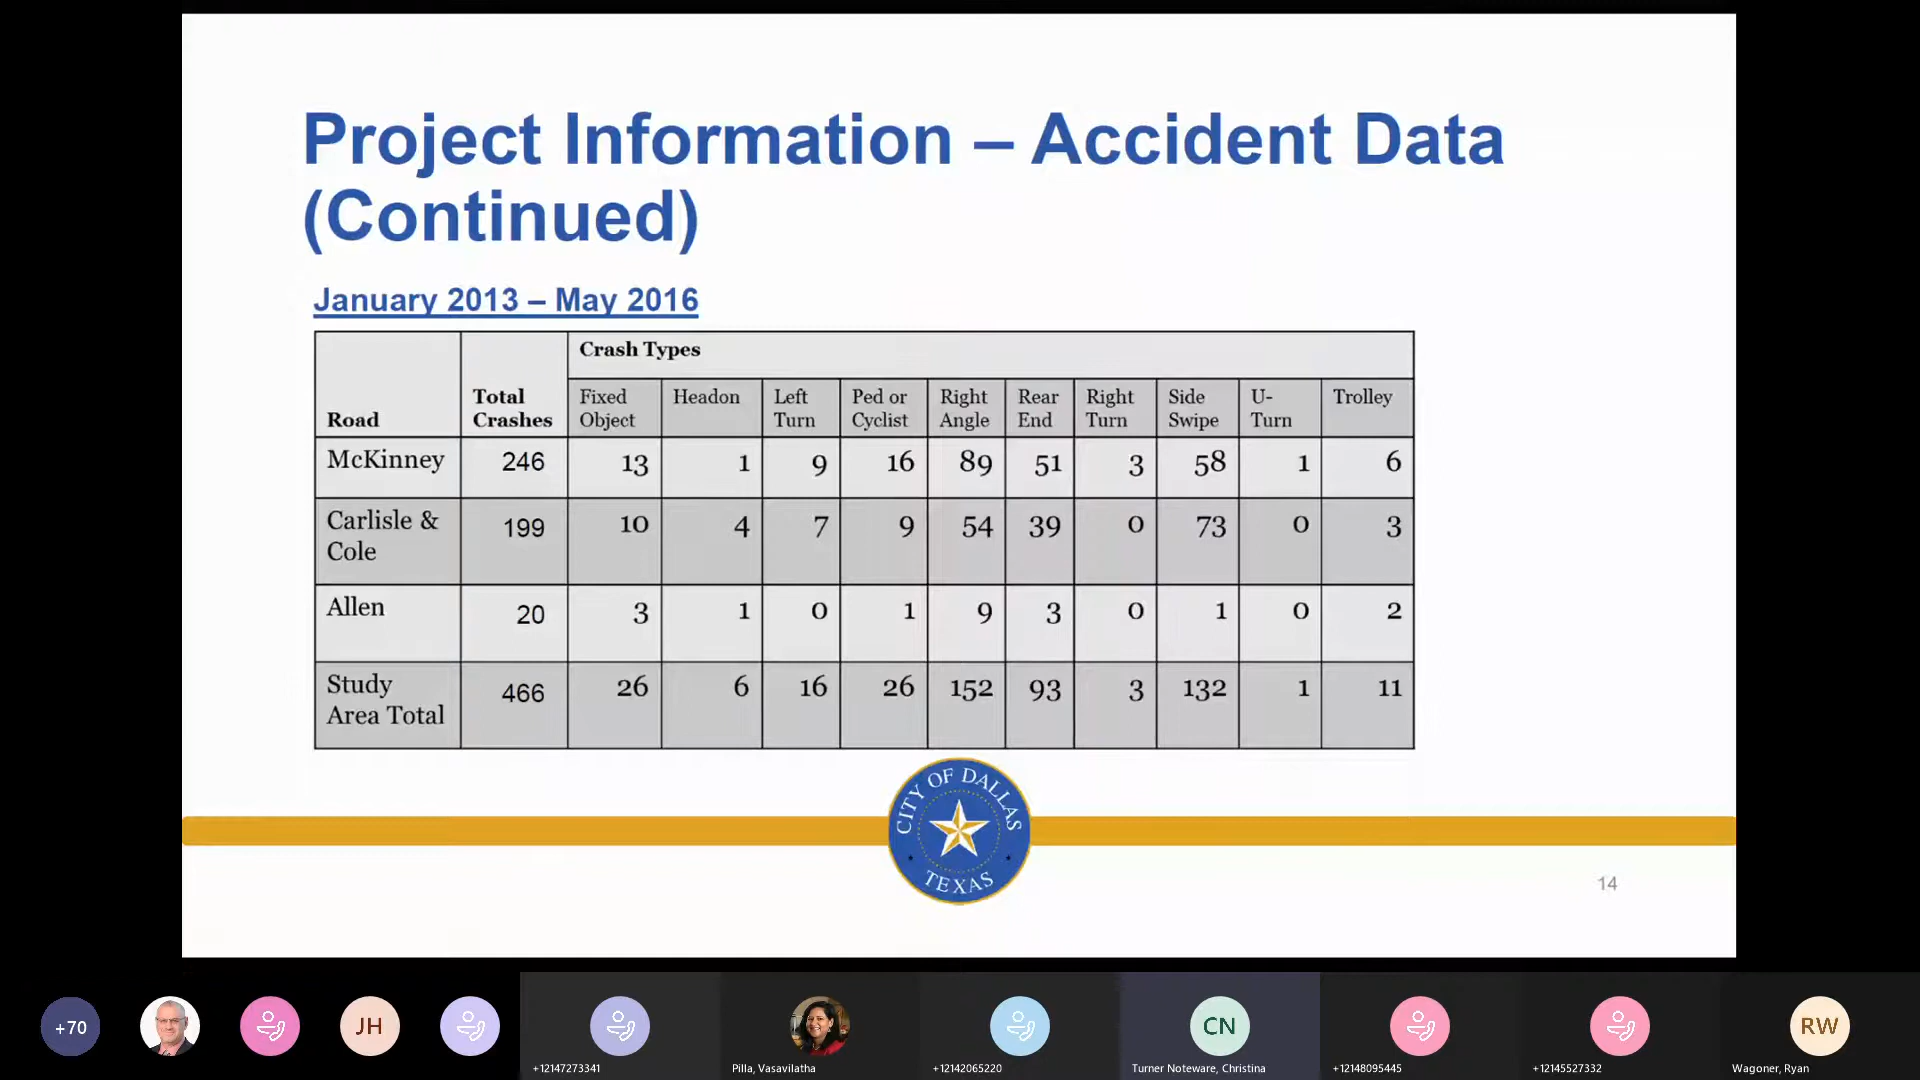 Project Information – Accident Data
(Continued)
January 2013 – May 2016
Crash Types
Road
Total
Crashes
Fixed
Object
Headon
Left
Turn
Ped or
Cyclist
Right
Angle
Rear
End
Right
Turn
Side
Swipe
U-
Turn
Trolley
McKinney 246 13 1 9 16 89 51 3 58 1 6
Carlisle &
Cole
199 10 4 7 9 54 39 0 73 0 3
Allen 20 3 1 0 1 9 3 0 1 0 2
Study
Area Total
466 26 6 16 26 152 93 3 132 1 11
CITY OF DALLAS
TEXAS
14
+70
JH
CN
RW
+12147273341
Pilla, Vasavilatha
+12142065220
Turner Noteware, Christina
+12148095445
+12145527332
Wagoner, Ryan